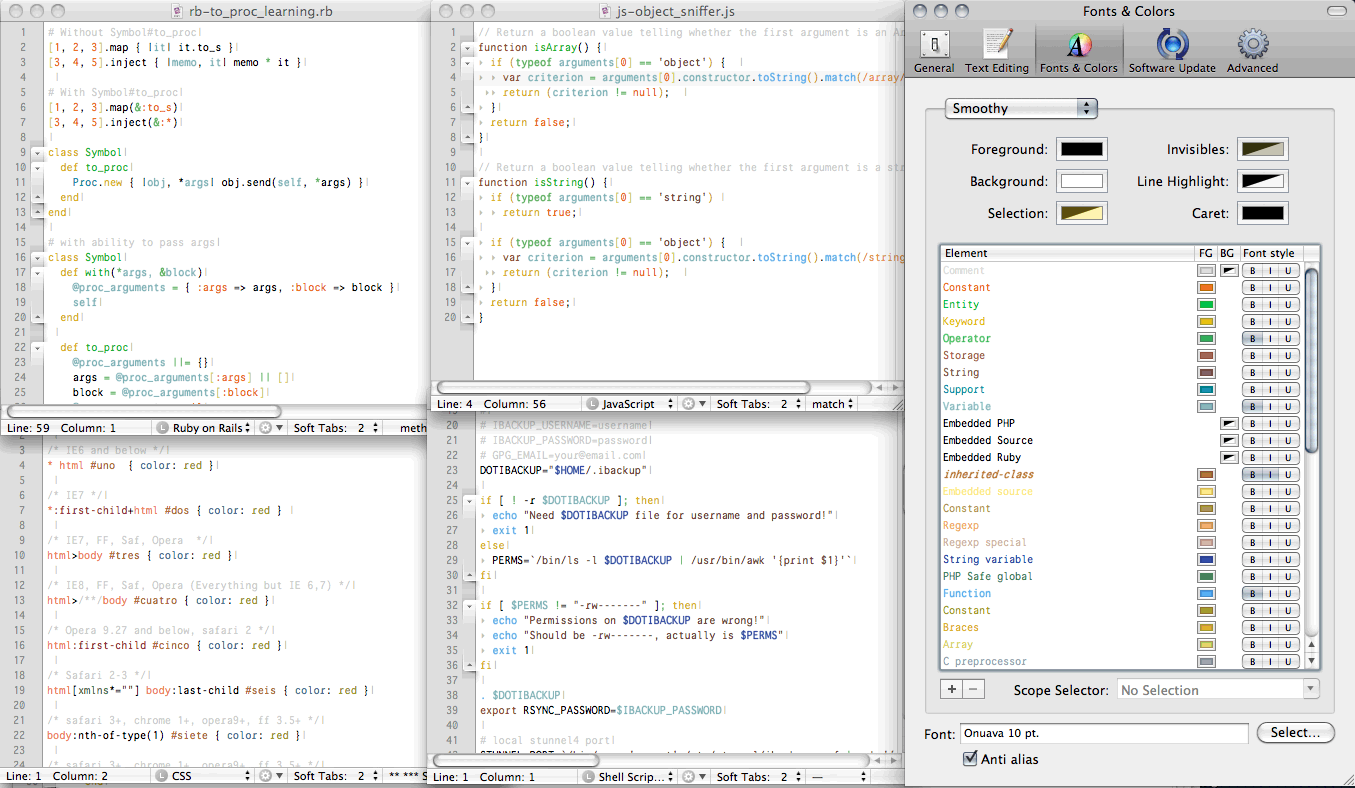 rb-to_proc_learning.rb
1 # Without Symbol#to_proc
2 [1, 2, 3].map { |it| it.to_s }
3 [3, 4, 5].inject { |memo, it| memo * it }
4
5 # With Symbol#to_proc
6 [1, 2, 3].map(&:to_s)
7 [3, 4, 5].inject(&:*)
8
9 class Symbol
10 def to_proc
11 Proc.new { |obj, *args| obj.send(self, *args) }
12 end
13 end
14
15 # with ability to pass args
16 class Symbol
17 def with(*args, &block)
18 @proc_arguments = { :args => args, :block => block }
19 self
20 end
21
22 def to_proc
23 @proc_arguments ||= {}
24 args = @proc_arguments[:args] || []
25 block = @proc_arguments[:block]
Line: 59 Column: 1 Ruby on Rails Soft Tabs: 2 meth
js-object_sniffer.js
1 // Return a boolean value telling whether the first argument is an Ar
2 function isArray() {
3 if (typeof arguments[0] == 'object') {
4 var criterion = arguments[0].constructor.toString().match(/array/
5 return (criterion != null);
6 }
7 return false;
8 }
9
10 // Return a boolean value telling whether the first argument is a str
11 function isString() {
12 if (typeof arguments[0] == 'string')
13 return true;
14
15 if (typeof arguments[0] == 'object') {
16 var criterion = arguments[0].constructor.toString().match(/string
17 return (criterion != null);
18 }
19 return false;
20 }
Line: 4 Column: 56 JavaScript Soft Tabs: 2 match
3 /* IE6 and below */
4 * html #uno { color: red }
5
6 /* IE7 */
7 *:first-child+html #dos { color: red }
8
9 /* IE7, FF, Saf, Opera */
10 html>body #tres { color: red }
11
12 /* IE8, FF, Saf, Opera (Everything but IE 6,7) */
13 html>/**/body #cuatro { color: red }
14
15 /* Opera 9.27 and below, safari 2 */
16 html:first-child #cinco { color: red }
17
18 /* Safari 2-3 */
19 html[xmlns*=""] body:last-child #seis { color: red }
20
21 /* safari 3+, chrome 1+, opera9+, ff 3.5+ */
22 body:nth-of-type(1) #siete { color: red }
23
24 /* safari 3+, chrome 1+, opera9+, ff 3.5+ */
Line: 1 Column: 2 CSS Soft Tabs: 2 ** *** S
20 # IBACKUP_USERNAME=username
21 # IBACKUP_PASSWORD=password
22 # GPG_EMAIL=your@email.com
23 DOTIBACKUP="$HOME/.ibackup"
24
25 if [ ! -r $DOTIBACKUP ]; then
26 echo "Need $DOTIBACKUP file for username and password!"
27 exit 1
28 else
29 PERMS=`/bin/ls -l $DOTIBACKUP | /usr/bin/awk '{print $1}'`
30 fi
31
32 if [ $PERMS != "-rw-------" ]; then
33 echo "Permissions on $DOTIBACKUP are wrong!"
34 echo "Should be -rw-------, actually is $PERMS"
35 exit 1
36 fi
37
38 . $DOTIBACKUP
39 export RSYNC_PASSWORD=$IBACKUP_PASSWORD
40
41 # local stunnel4 port
Line: 1 Column: 1 Shell Scrip... Soft Tabs: 2 —
Fonts & Colors
General Text Editing Fonts & Colors Software Update Advanced
Smoothy
Foreground: Invisibles:
Background: Line Highlight:
Selection: Caret:
Element FG BG Font style
Comment B I U
Constant B I U
Entity B I U
Keyword B I U
Operator B I U
Storage B I U
String B I U
Support B I U
Variable B I U
Embedded PHP B I U
Embedded Source B I U
Embedded Ruby B I U
inherited-class B I U
Embedded source B I U
Constant B I U
Regexp B I U
Regexp special B I U
String variable B I U
PHP Safe global B I U
Function B I U
Constant B I U
Braces B I U
Array B I U
C preprocessor B I U
+ − Scope Selector: No Selection
Font: Onuava 10 pt. Select...
Anti alias